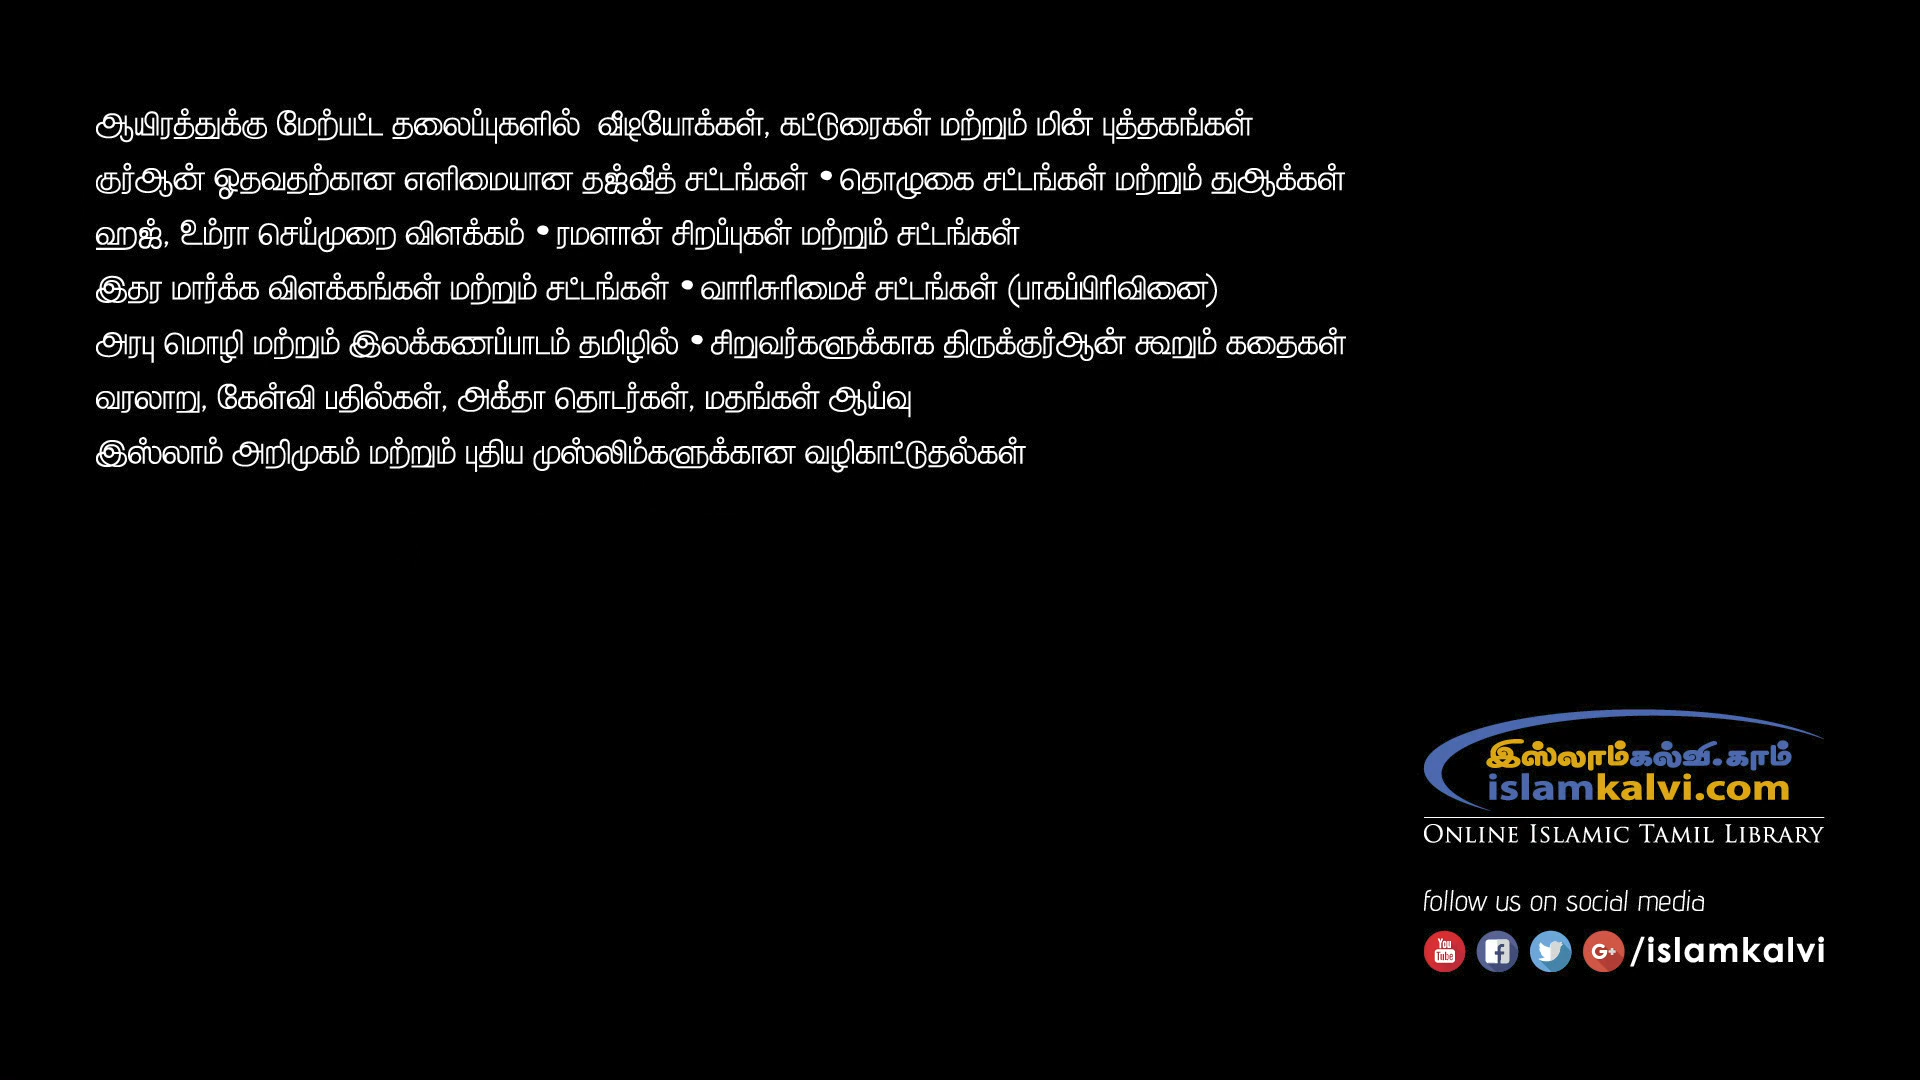 ஆயிரத்துக்கு மேற்பட்ட தலைப்புகளில் வீடியோக்கள், கட்டுரைகள் மற்றும் மின் புத்தகங்கள்
குர்ஆன் ஓதவதற்கான எளிமையான தஜ்வீத் சட்டங்கள் • தொழுகை சட்டங்கள் மற்றும் துஆக்கள்
ஹஜ், உம்ரா செய்முறை விளக்கம் • ரமளான் சிறப்புகள் மற்றும் சட்டங்கள்
இதர மார்க்க விளக்கங்கள் மற்றும் சட்டங்கள் • வாரிசுரிமைச் சட்டங்கள் (பாகப்பிரிவினை)
அரபு மொழி மற்றும் இலக்கணப்பாடம் தமிழில் • சிறுவர்களுக்காக திருக்குர்ஆன் கூறும் கதைகள்
வரலாறு, கேள்வி பதில்கள், அகீதா தொடர்கள், மதங்கள் ஆய்வு
இஸ்லாம் அறிமுகம் மற்றும் புதிய முஸ்லிம்களுக்கான வழிகாட்டுதல்கள்
இஸ்லாம்கல்வி.காம்
islamkalvi.com
ONLINE ISLAMIC TAMIL LIBRARY
follow us on social media
You Tube f G+ /islamkalvi